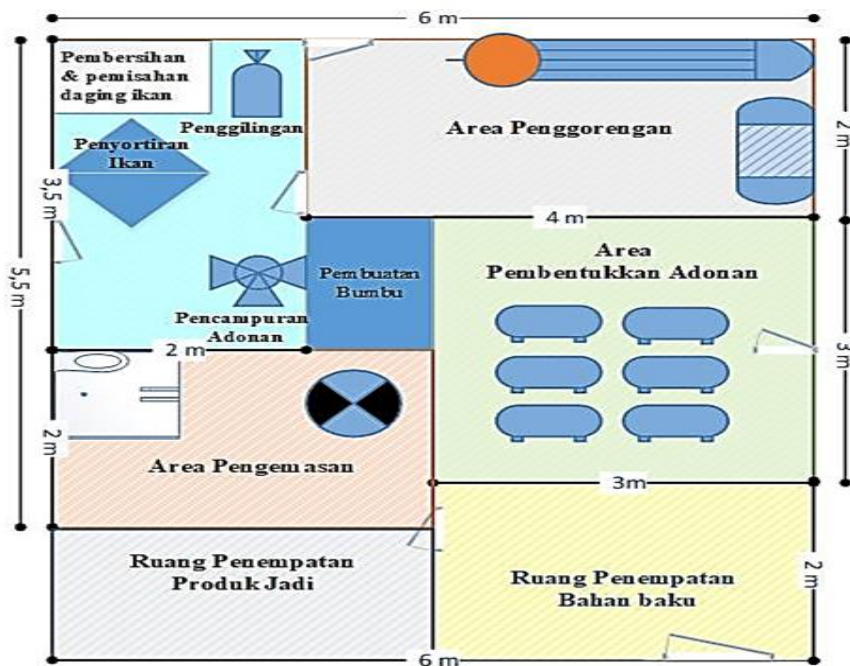 6 m
Pembersihan
& pemisahan
daging ikan
Penggilingan
Penyortiran
Ikan
Area Penggorengan
2 m
3,5 m
4 m
5,5 m
Area
Pembentukkan Adonan
Pembuatan
Bumbu
Pencampuran
Adonan
2 m
3 m
2 m
Area Pengemasan
3m
Ruang Penempatan
Produk Jadi
Ruang Penempatan
Bahan baku
2 m
6 m